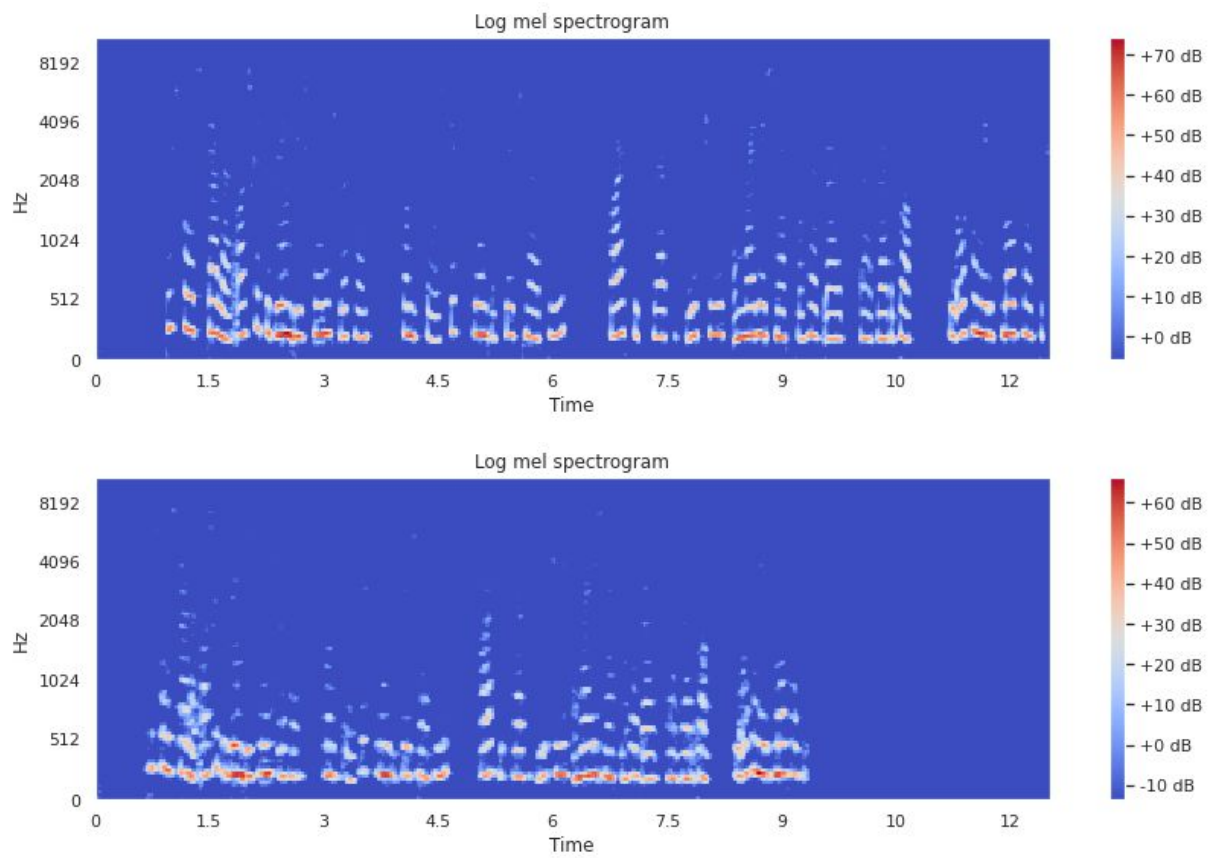 Log mel spectrogram
8192
4096
2048
1024
512
0
Hz
0 1.5 3 4.5 6 7.5 9 10 12
Time
+70 dB
+60 dB
+50 dB
+40 dB
+30 dB
+20 dB
+10 dB
+0 dB
Log mel spectrogram
8192
4096
2048
1024
512
0
Hz
0 1.5 3 4.5 6 7.5 9 10 12
Time
+60 dB
+50 dB
+40 dB
+30 dB
+20 dB
+10 dB
+0 dB
-10 dB